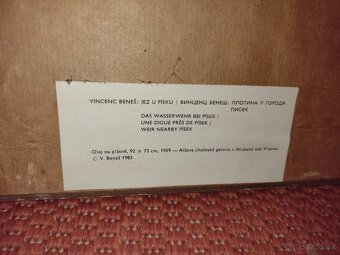 VINCENC BENEŠ: JEZ U PÍSKU / ВИНЦЕНЦ БЕНЕШ: ПЛОТИНА У ГОРОДА
ПИСЕК
DAS WASSERWEHR BEI PÍSEK /
UNE DIGUE PRÈS DE PÍSEK /
WEIR NEARBY PÍSEK
Olej na plátně, 92 × 73 cm, 1959 — Alšova jihočeská galerie v Hluboké nad Vltavou
© V. Beneš 1983